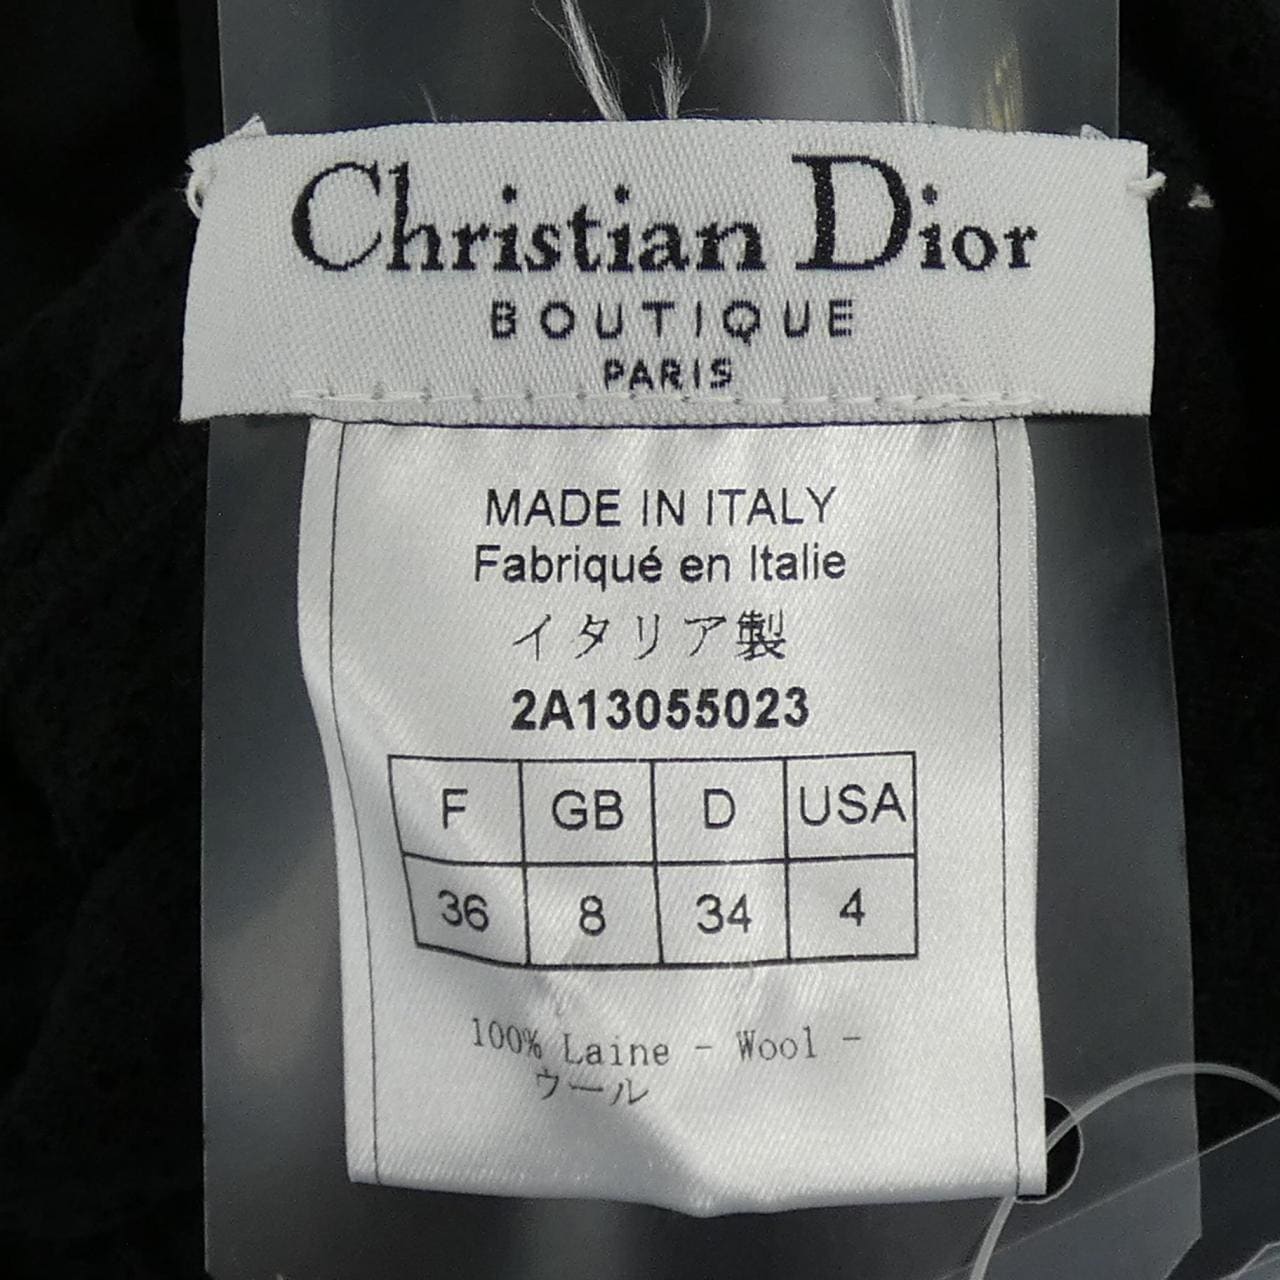 Christian Dior
BOUTIQUE
PARIS
MADE IN ITALY
Fabriqué en Italie
イタリア製
2A13055023
F GB D USA
36 8 34 4
100% Laine - Wool -
ウール